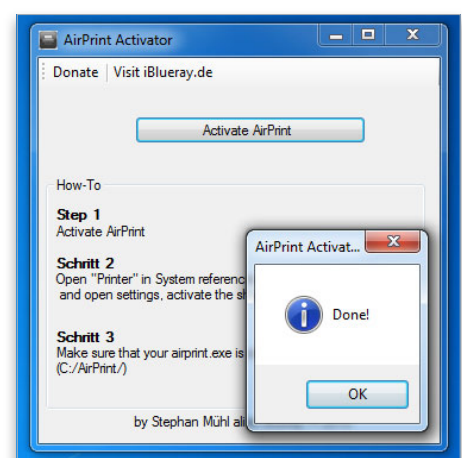 AirPrint Activator
Donate Visit iBlueray.de
Activate AirPrint
How-To
Step 1
Activate AirPrint
Schritt 2
Open "Printer" in System
and open settings, activate the
Schritt 3
Make sure that your airprint.exe is
(C:/AirPrint/)
by Stephan Mühl
AirPrint Activat...
Done!
OK